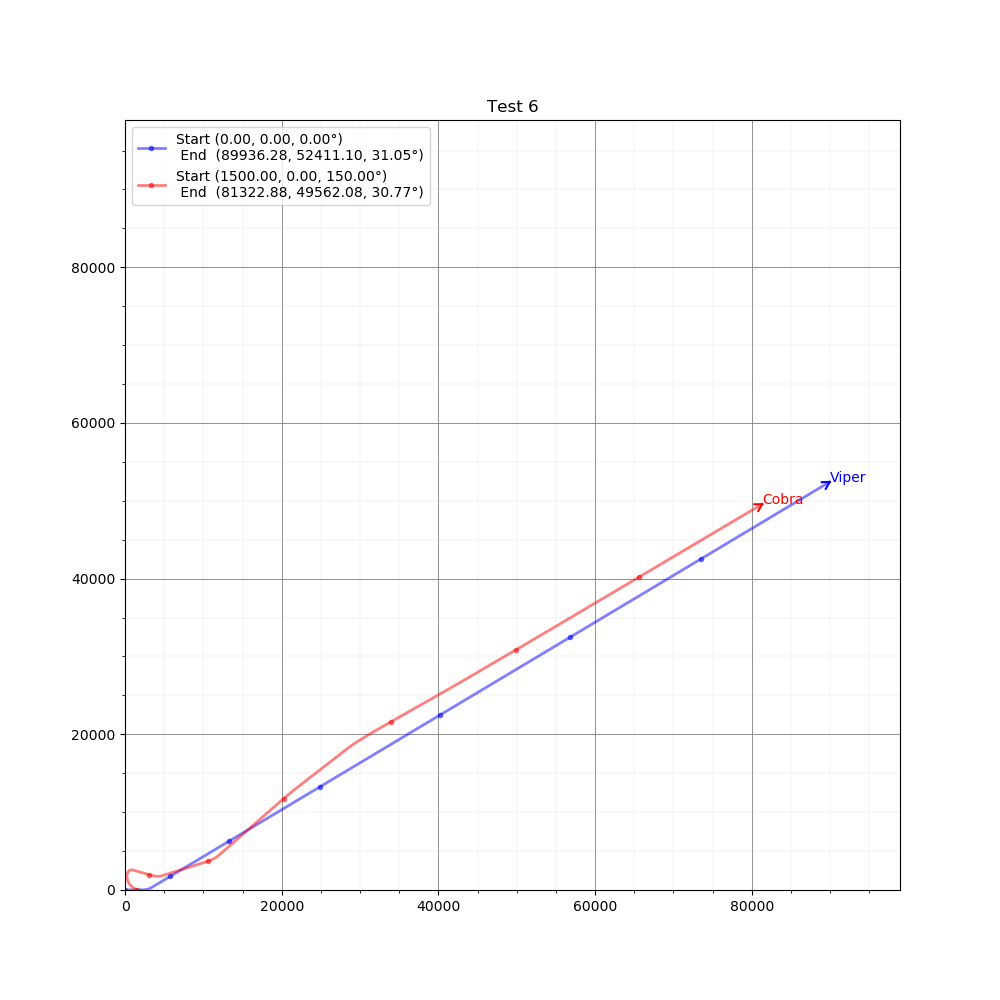 Test 6
Start (0.00, 0.00, 0.00°)
End (89936.28, 52411.10, 31.05°)
Start (1500.00, 0.00, 150.00°)
End (81322.88, 49562.08, 30.77°)
80000
60000
40000
20000
0
Viper
Cobra
0 20000 40000 60000 80000